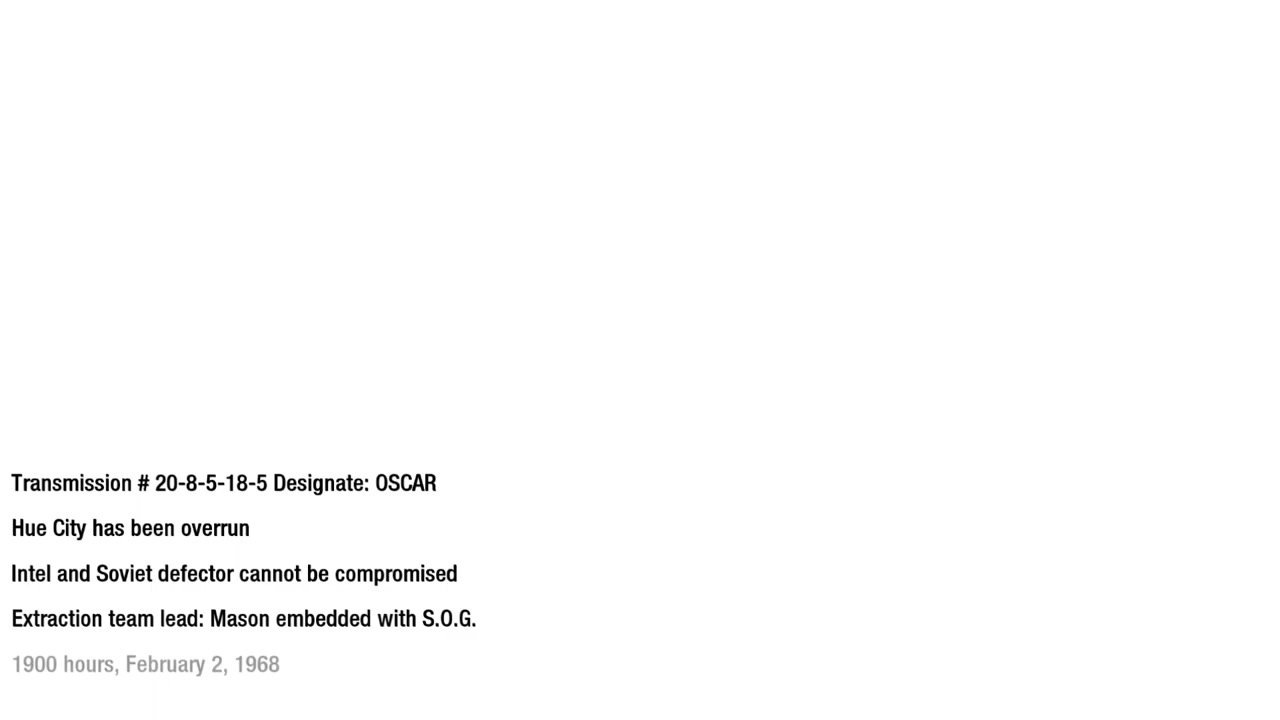 Transmission # 20-8-5-18-5 Designate: OSCAR
Hue City has been overrun
Intel and Soviet defector cannot be compromised
Extraction team lead: Mason embedded with S.O.G.
1900 hours, February 2, 1968